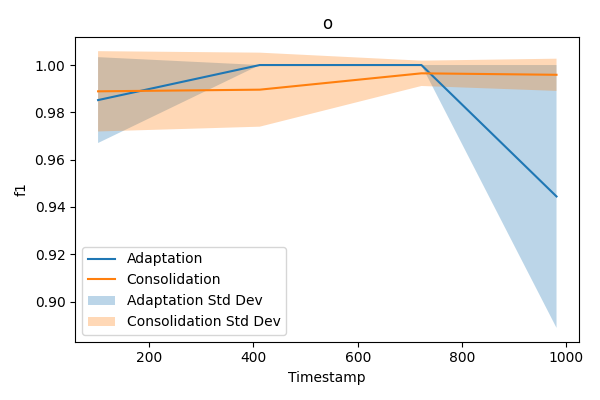 o
f1
1.00
0.98
0.96
0.94
0.92
0.90
Adaptation
Consolidation
Adaptation Std Dev
Consolidation Std Dev
200 400 600 800 1000
Timestamp